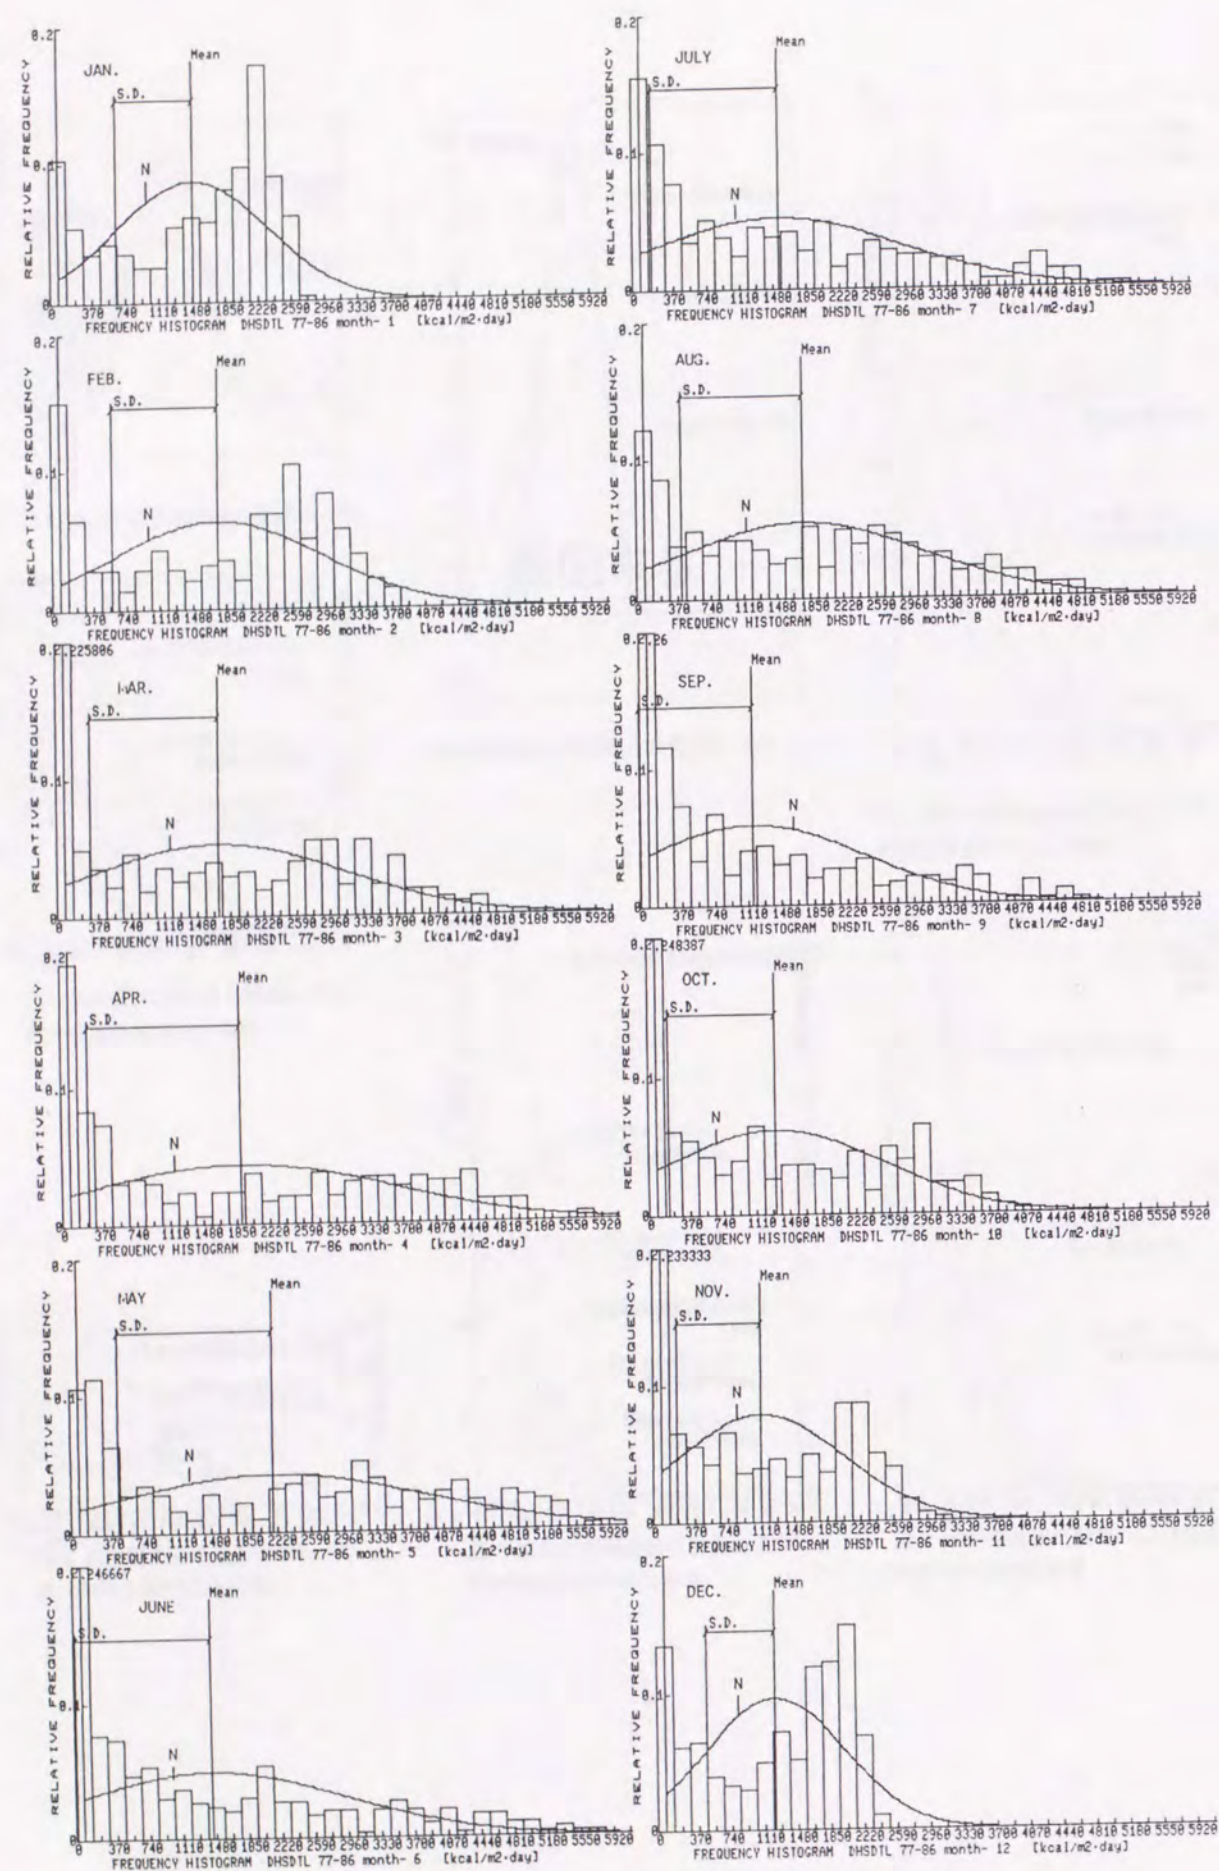 0.2
Mean
JAN.
S.D.
0.1
N
RELATIVE FREQUENCY
0
370 740 1110 1480 1850 2220 2590 2960 3330 3700 4070 4440 4810 5180 5550 5920
FREQUENCY HISTOGRAM DHSDTL 77-86 month- 1 [kcal/m2·day]
0.2
Mean
FEB.
S.D.
0.1
N
RELATIVE FREQUENCY
0
370 740 1110 1480 1850 2220 2590 2960 3330 3700 4070 4440 4810 5180 5550 5920
FREQUENCY HISTOGRAM DHSDTL 77-86 month- 2 [kcal/m2·day]
.225806
Mean
MAR.
S.D.
0.1
N
RELATIVE FREQUENCY
0
370 740 1110 1480 1850 2220 2590 2960 3330 3700 4070 4440 4810 5180 5550 5920
FREQUENCY HISTOGRAM DHSDTL 77-86 month- 3 [kcal/m2·day]
0.2
Mean
APR.
S.D.
0.1
N
RELATIVE FREQUENCY
0
370 740 1110 1480 1850 2220 2590 2960 3330 3700 4070 4440 4810 5180 5550 5920
FREQUENCY HISTOGRAM DHSDTL 77-86 month- 4 [kcal/m2·day]
0.2
Mean
MAY
S.D.
0.1
N
RELATIVE FREQUENCY
0
370 740 1110 1480 1850 2220 2590 2960 3330 3700 4070 4440 4810 5180 5550 5920
FREQUENCY HISTOGRAM DHSDTL 77-86 month- 5 [kcal/m2·day]
.246667
Mean
JUNE
S.D.
0.1
N
RELATIVE FREQUENCY
0
370 740 1110 1480 1850 2220 2590 2960 3330 3700 4070 4440 4810 5180 5550 5920
FREQUENCY HISTOGRAM DHSDTL 77-86 month- 6 [kcal/m2·day]
0.2
Mean
JULY
S.D.
0.1
N
RELATIVE FREQUENCY
0
370 740 1110 1480 1850 2220 2590 2960 3330 3700 4070 4440 4810 5180 5550 5920
FREQUENCY HISTOGRAM DHSDTL 77-86 month- 7 [kcal/m2·day]
0.2
Mean
AUG.
S.D.
0.1
N
RELATIVE FREQUENCY
0
370 740 1110 1480 1850 2220 2590 2960 3330 3700 4070 4440 4810 5180 5550 5920
FREQUENCY HISTOGRAM DHSDTL 77-86 month- 8 [kcal/m2·day]
.26
Mean
SEP.
S.D.
0.1
N
RELATIVE FREQUENCY
0
370 740 1110 1480 1850 2220 2590 2960 3330 3700 4070 4440 4810 5180 5550 5920
FREQUENCY HISTOGRAM DHSDTL 77-86 month- 9 [kcal/m2·day]
.248387
Mean
OCT.
S.D.
0.1
N
RELATIVE FREQUENCY
0
370 740 1110 1480 1850 2220 2590 2960 3330 3700 4070 4440 4810 5180 5550 5920
FREQUENCY HISTOGRAM DHSDTL 77-86 month- 10 [kcal/m2·day]
.233333
Mean
NOV.
S.D.
0.1
N
RELATIVE FREQUENCY
0
370 740 1110 1480 1850 2220 2590 2960 3330 3700 4070 4440 4810 5180 5550 5920
FREQUENCY HISTOGRAM DHSDTL 77-86 month- 11 [kcal/m2·day]
0.2
Mean
DEC.
S.D.
0.1
N
RELATIVE FREQUENCY
0
370 740 1110 1480 1850 2220 2590 2960 3330 3700 4070 4440 4810 5180 5550 5920
FREQUENCY HISTOGRAM DHSDTL 77-86 month- 12 [kcal/m2·day]